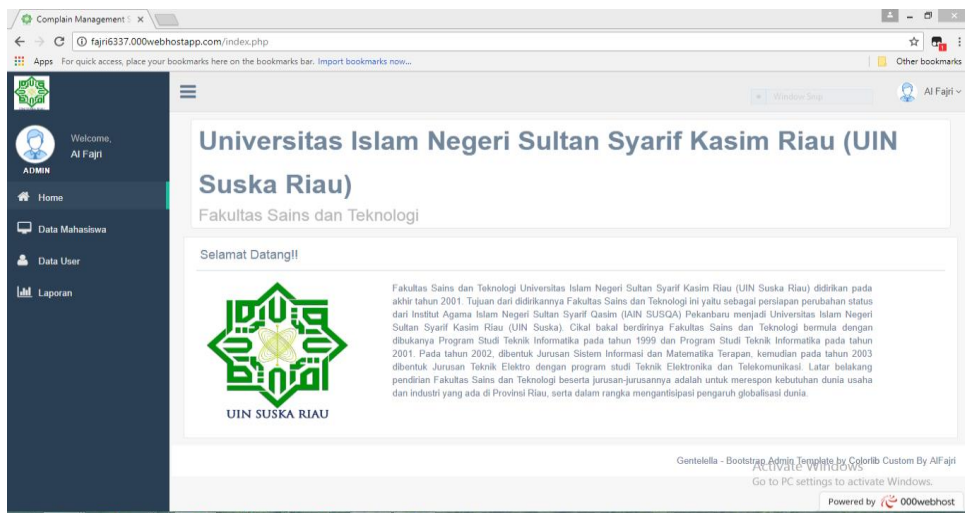 Complain Management S
fajri6337.000webhostapp.com/index.php
Apps For quick access, place your bookmarks here on the bookmarks bar. Import bookmarks now...
Other bookmarks
Al Fajri
Welcome,
Al Fajri
ADMIN
Home
Data Mahasiswa
Data User
Laporan
Window Snip
Universitas Islam Negeri Sultan Syarif Kasim Riau (UIN
Suska Riau)
Fakultas Sains dan Teknologi
Selamat Datang!!
UIN SUSKA RIAU
Fakultas Sains dan Teknologi Universitas Islam Negeri Sultan Syarif Kasim Riau (UIN Suska Riau) didirikan pada
akhir tahun 2001. Tujuan dari didirikannya Fakultas Sains dan Teknologi ini yaitu sebagai persiapan perubahan status
dari Institut Agama Islam Negeri Sultan Syarif Qasim (IAIN SUSQA) Pekanbaru menjadi Universitas Islam Negeri
Sultan Syarif Kasim Riau (UIN Suska). Cikal bakal berdirinya Fakultas Sains dan Teknologi bermula dengan
dibukanya Program Studi Teknik Informatika pada tahun 1999 dan Program Studi Teknik Informatika pada tahun
2001. Pada tahun 2002, dibentuk Jurusan Sistem Informasi dan Matematika Terapan, kemudian pada tahun 2003
dibentuk Jurusan Teknik Elektro dengan program studi Teknik Elektronika dan Telekomunikasi. Latar belakang
pendirian Fakultas Sains dan Teknologi beserta jurusan-jurusannya adalah untuk merespon kebutuhan dunia usaha
dan industri yang ada di Provinsi Riau, serta dalam rangka mengantisipasi pengaruh globalisasi dunia.
Gentelella - Bootstrap Admin Template by Colorlib Custom By AlFajri
Activate Windows
Go to PC settings to activate Windows.
Powered by 000webhost